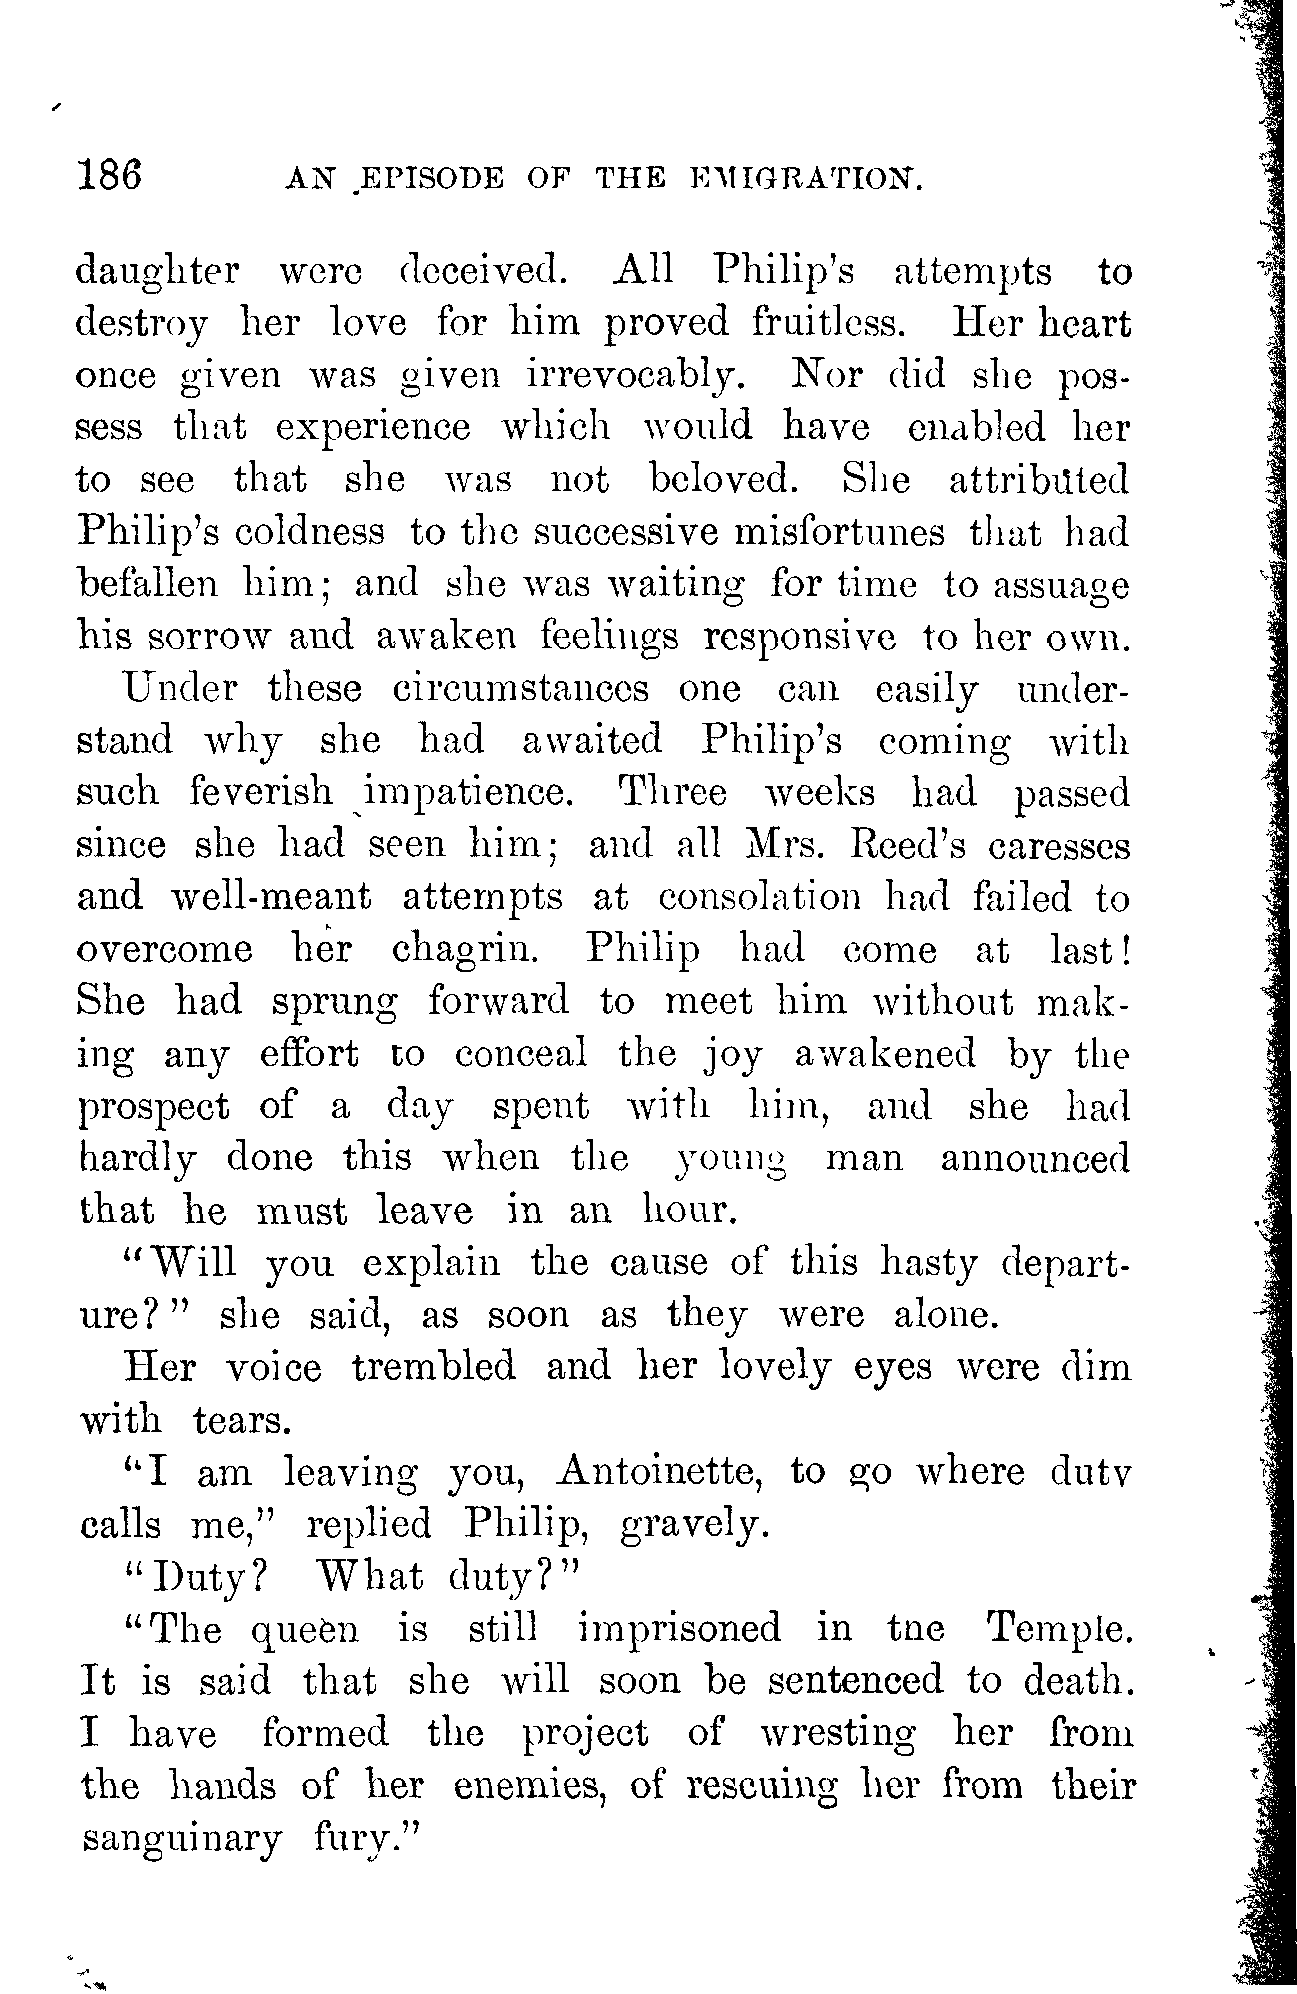 186 AN EPISODE OF THE EMIGRATION.
daughter were deceived. All Philip's attempts to
destroy her love for him proved fruitless. Her heart
once given was given irrevocably. Nor did she pos-
sess that experience which would have enabled her
to see that she was not beloved. She attributed
Philip's coldness to the successive misfortunes that had
befallen him; and she was waiting for time to assuage
his sorrow and awaken feelings responsive to her own.
Under these circumstances one can easily under-
stand why she had awaited Philip's coming with
such feverish impatience. Three weeks had passed
since she had seen him; and all Mrs. Reed's caresses
and well-meant attempts at consolation had failed to
overcome her chagrin. Philip had come at last!
She had sprung forward to meet him without mak-
ing any effort to conceal the joy awakened by the
prospect of a day spent with him, and she had
hardly done this when the young man announced
that he must leave in an hour.
"Will you explain the cause of this hasty depart-
ure?" she said, as soon as they were alone.
Her voice trembled and her lovely eyes were dim
with tears.
"I am leaving you, Antoinette, to go where duty
calls me," replied Philip, gravely.
"Duty? What duty?"
"The queen is still imprisoned in the Temple.
It is said that she will soon be sentenced to death.
I have formed the project of wresting her from
the hands of her enemies, of rescuing her from their
sanguinary fury."